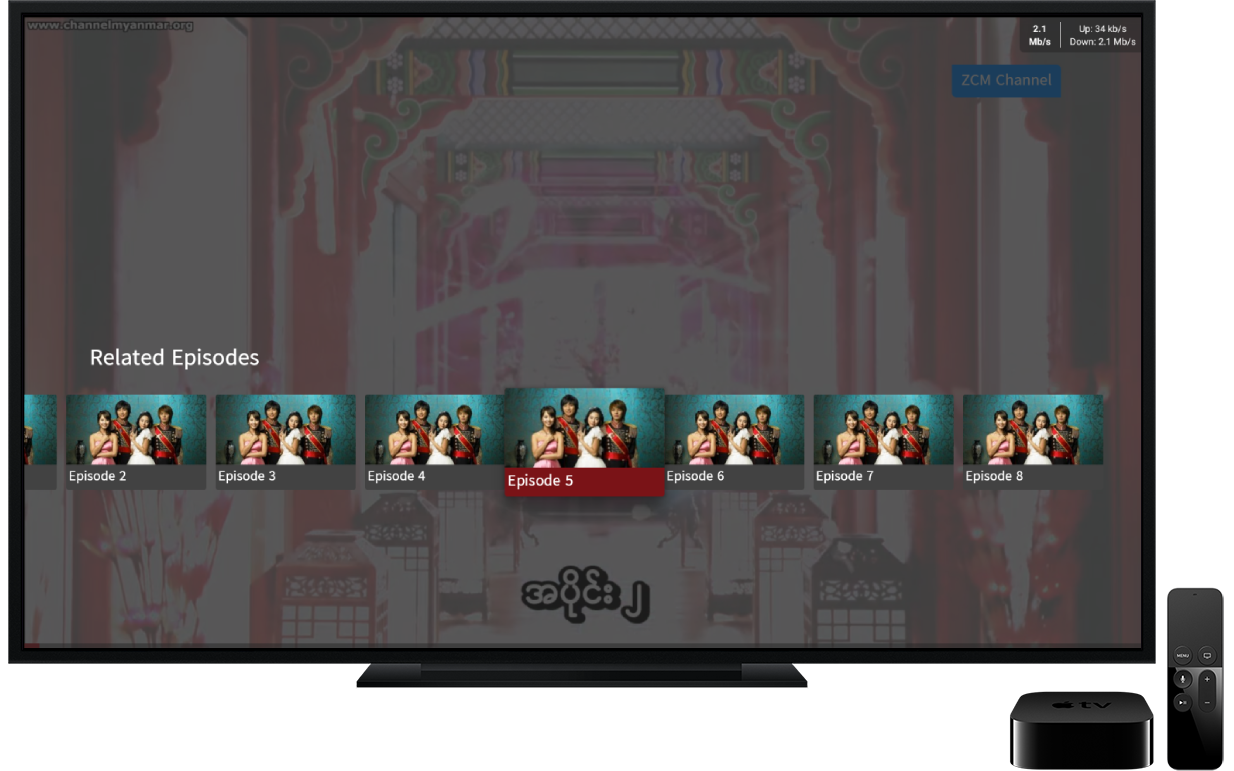 www.channelmyanmar.org
2.1
Mb/s
Up: 34 kb/s
Down: 2.1 Mb/s
ZCM Channel
Related Episodes
Episode 2
Episode 3
Episode 4
Episode 5
Episode 6
Episode 7
Episode 8
အပိုင်း ၂
MENU
tv